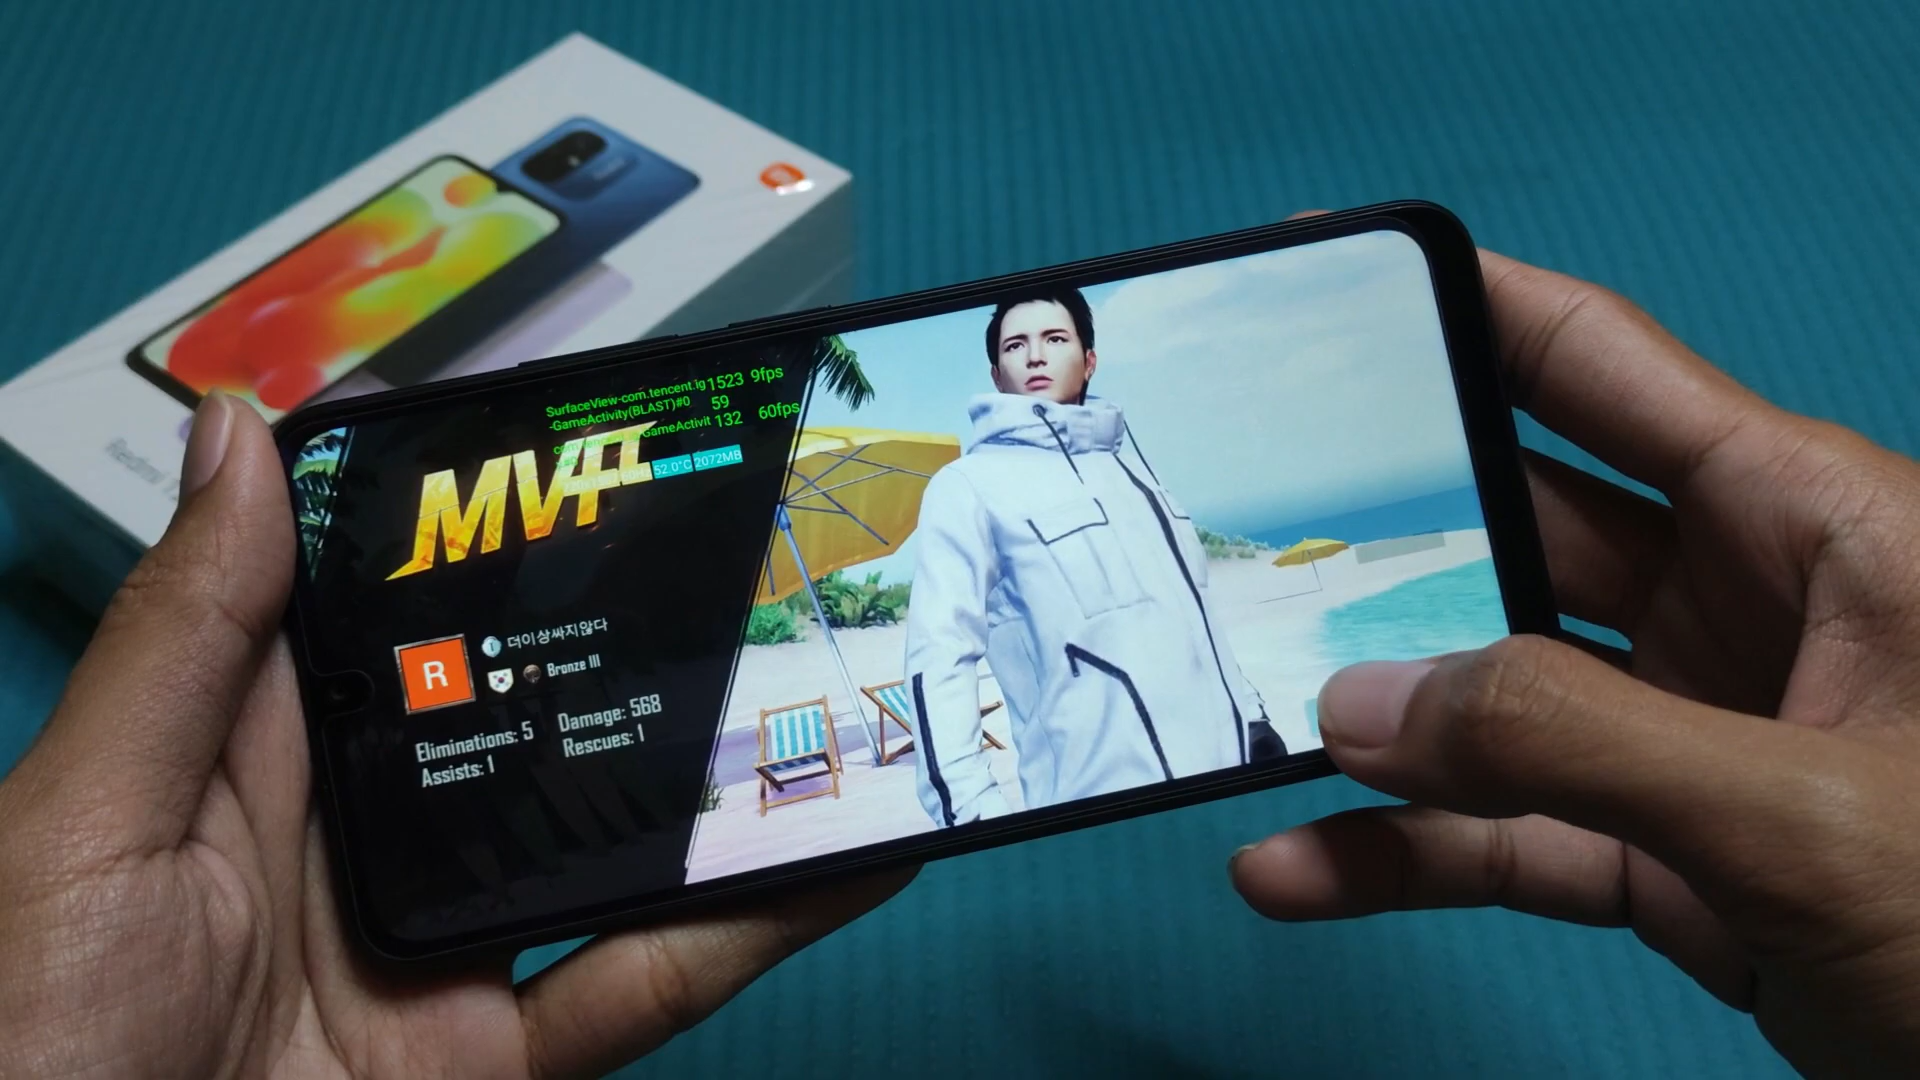 SurfaceView-com.tencent.ig 1523 9fps
-GameActivity(BLAST)#0 59
GameActivit 132 60fps
52.0°C 2072MB
MVP
R
더이상싸지않다
Bronze III
Eliminations: 5 Damage: 568
Assists: 1 Rescues: 1
Redmi